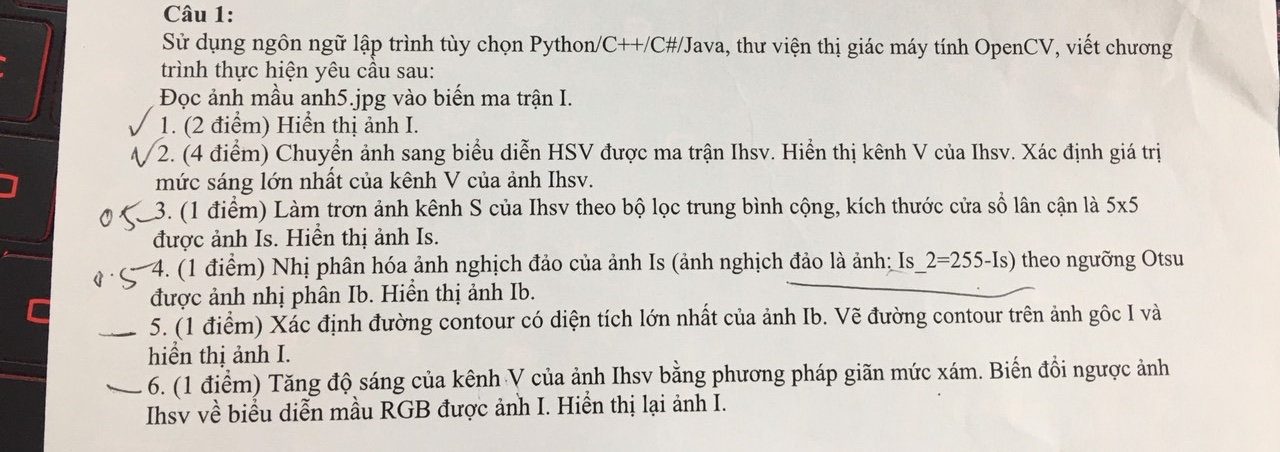 Câu 1:
Sử dụng ngôn ngữ lập trình tùy chọn Python/C++/C#/Java, thư viện thị giác máy tính OpenCV, viết chương
trình thực hiện yêu cầu sau:
Đọc ảnh mầu anh5.jpg vào biến ma trận I.
1. (2 điểm) Hiển thị ảnh I.
2. (4 điểm) Chuyển ảnh sang biểu diễn HSV được ma trận Ihsv. Hiển thị kênh V của Ihsv. Xác định giá trị
mức sáng lớn nhất của kênh V của ảnh Ihsv.
05 3. (1 điểm) Làm trơn ảnh kênh S của Ihsv theo bộ lọc trung bình cộng, kích thước cửa sổ lân cận là 5x5
được ảnh Is. Hiển thị ảnh Is.
0.5 4. (1 điểm) Nhị phân hóa ảnh nghịch đảo của ảnh Is (ảnh nghịch đảo là ảnh: Is_2=255-Is) theo ngưỡng Otsu
được ảnh nhị phân Ib. Hiển thị ảnh Ib.
5. (1 điểm) Xác định đường contour có diện tích lớn nhất của ảnh Ib. Vẽ đường contour trên ảnh gôc I và
hiển thị ảnh I.
6. (1 điểm) Tăng độ sáng của kênh V của ảnh Ihsv bằng phương pháp giãn mức xám. Biến đổi ngược ảnh
Ihsv về biểu diễn mầu RGB được ảnh I. Hiển thị lại ảnh I.